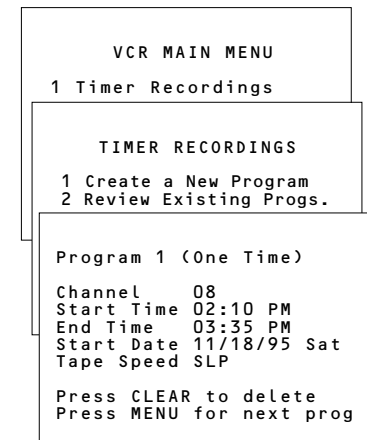 VCR MAIN MENU
1 Timer Recordings
TIMER RECORDINGS
1 Create a New Program
2 Review Existing Progs.
Program 1 (One Time)
Channel 08
Start Time 02:10 PM
End Time 03:35 PM
Start Date 11/18/95 Sat
Tape Speed SLP
Press CLEAR to delete
Press MENU for next prog